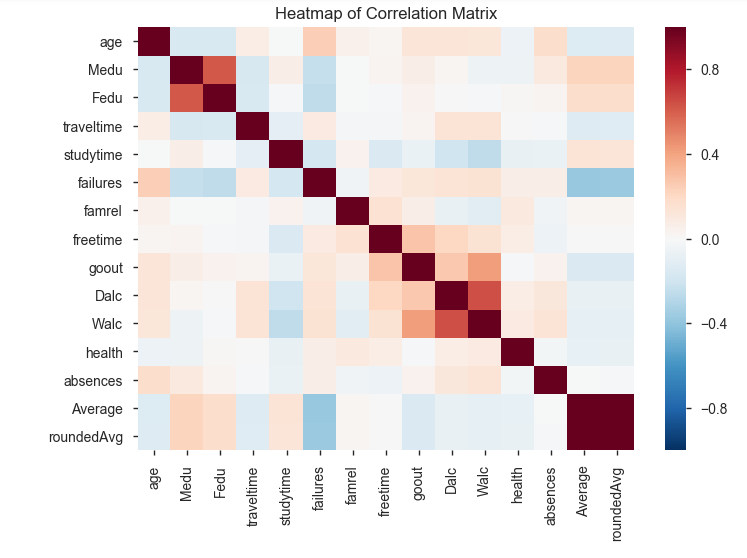 Heatmap of Correlation Matrix
age
Medu
Fedu
traveltime
studytime
failures
famrel
freetime
goout
Dalc
Walc
health
absences
Average
roundedAvg
age
Medu
Fedu
traveltime
studytime
failures
famrel
freetime
goout
Dalc
Walc
health
absences
Average
roundedAvg
0.8
0.4
0.0
−0.4
−0.8